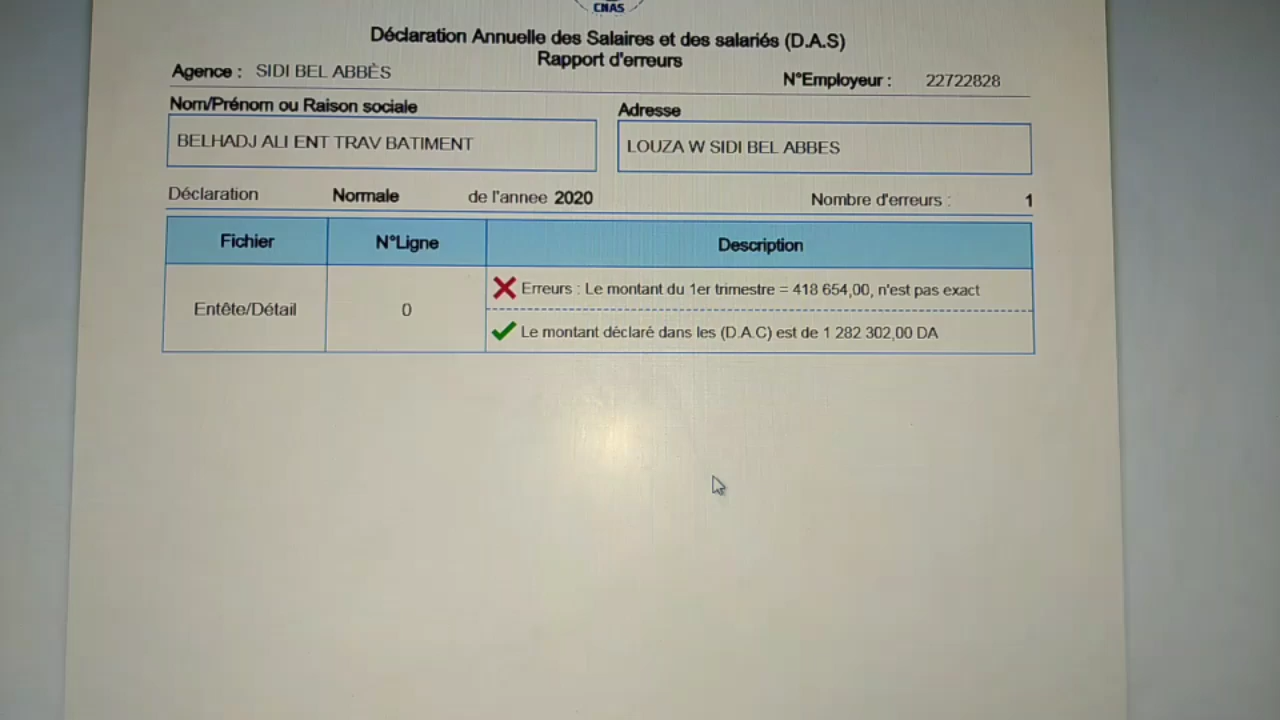 CNAS
Déclaration Annuelle des Salaires et des salariés (D.A.S)
Rapport d'erreurs
Agence : SIDI BEL ABBÈS
N°Employeur : 22722828
Nom/Prénom ou Raison sociale
Adresse
BELHADJ ALI ENT TRAV BATIMENT
LOUZA W SIDI BEL ABBES
Déclaration Normale de l'annee 2020
Nombre d'erreurs : 1
Fichier N°Ligne Description
Entête/Détail 0
Erreurs : Le montant du 1er trimestre = 418 654,00, n'est pas exact
Le montant déclaré dans les (D.A.C) est de 1 282 302,00 DA